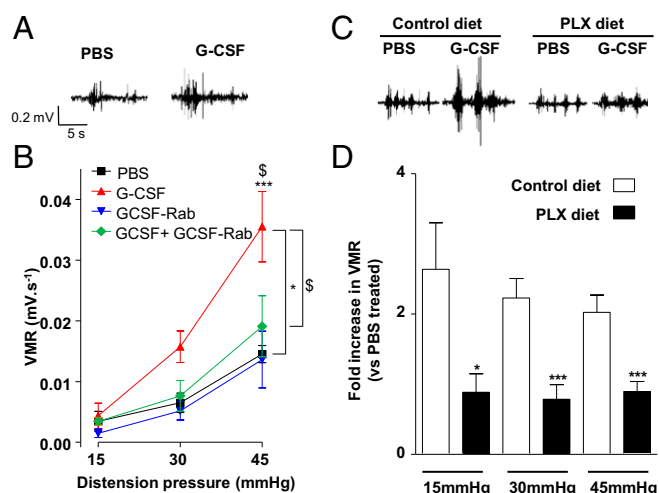 A
PBS
G-CSF
0.2 mV
5 s
B
PBS
G-CSF
GCSF-Rab
GCSF+ GCSF-Rab
$
***
*
$
0.04
0.03
0.02
0.01
0.00
VMR (mV.s⁻¹)
15
30
45
Distension pressure (mmHg)
C
Control diet
PLX diet
PBS
G-CSF
PBS
G-CSF
D
Control diet
PLX diet
4
2
0
Fold increase in VMR
(vs PBS treated)
*
***
***
15mmHg
30mmHg
45mmHg